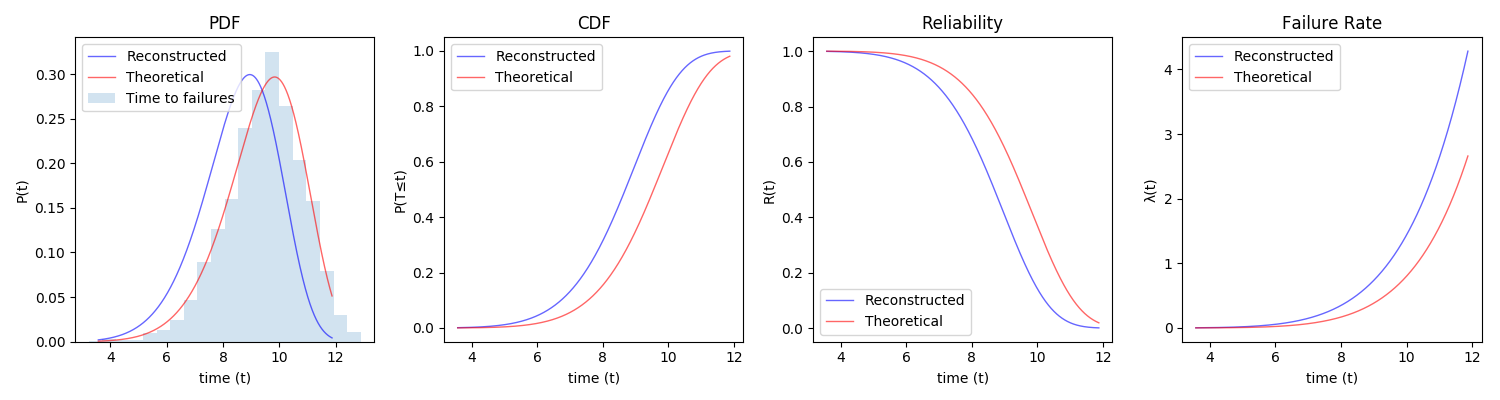 PDF
Reconstructed
Theoretical
Time to failures
P(t)
0.30
0.25
0.20
0.15
0.10
0.05
0.00
4 6 8 10 12
time (t)
CDF
Reconstructed
Theoretical
P(T≤t)
1.0
0.8
0.6
0.4
0.2
0.0
4 6 8 10 12
time (t)
Reliability
R(t)
1.0
0.8
0.6
0.4
0.2
0.0
Reconstructed
Theoretical
4 6 8 10 12
time (t)
Failure Rate
Reconstructed
Theoretical
λ(t)
4
3
2
1
0
4 6 8 10 12
time (t)